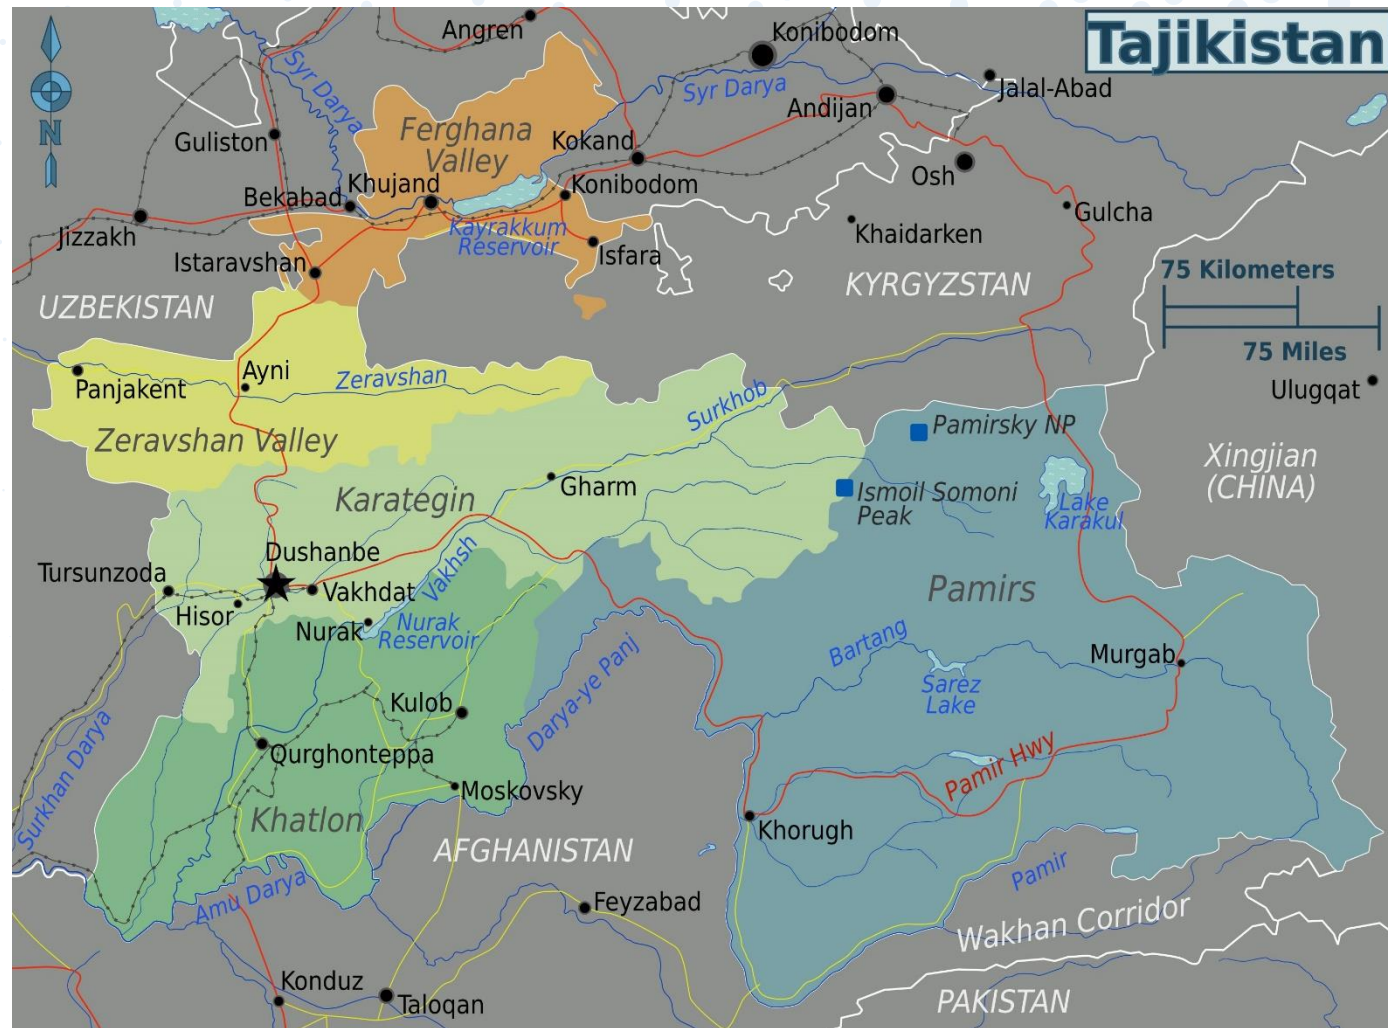 Tajikistan
Angren
Konibodom
Syr Darya
Syr Darya
Jalal-Abad
Andijan
Guliston
Ferghana
Valley
Kokand
Osh
N
Bekabad
Khujand
Konibodom
Gulcha
Jizzakh
Kayrakkum
Reservoir
Isfara
Khaidarken
Istaravshan
UZBEKISTAN
KYRGYZSTAN
75 Kilometers
75 Miles
Panjakent
Ayni
Zeravshan
Surkhob
Ulugqat
Zeravshan Valley
Pamirsky NP
Xingjian
(CHINA)
Karategin
Gharm
Ismoil Somoni
Peak
Lake
Karakul
Dushanbe
Tursunzoda
Vakhsh
Pamirs
Hisor
Vakhdat
Nurak
Nurak
Reservoir
Bartang
Murgab
Sarez
Lake
Darya-ye Panj
Kulob
Surkhan Darya
Qurghonteppa
Pamir Hwy
Moskovsky
Khatlon
Khorugh
AFGHANISTAN
Pamir
Amu Darya
Feyzabad
Wakhan Corridor
Konduz
Taloqan
PAKISTAN